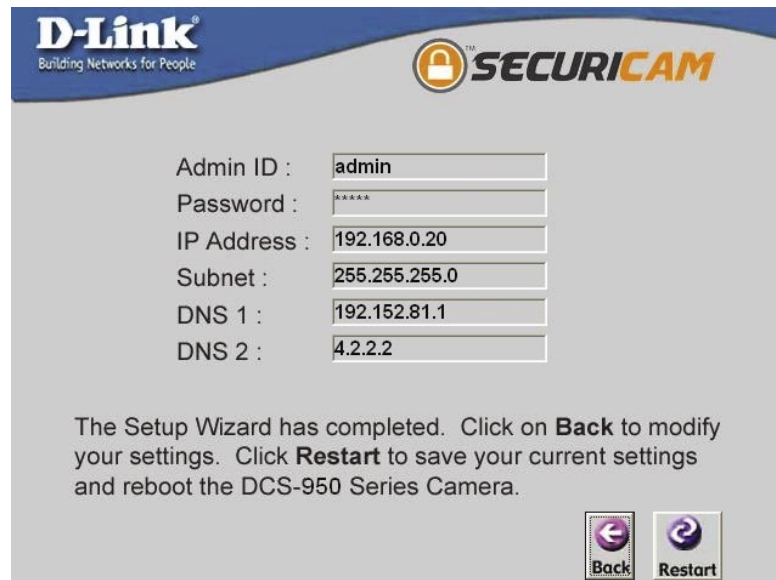 D-Link®
Building Networks for People
SECURICAM™
Admin ID : admin
Password : *****
IP Address : 192.168.0.20
Subnet : 255.255.255.0
DNS 1 : 192.152.81.1
DNS 2 : 4.2.2.2
The Setup Wizard has completed. Click on Back to modify
your settings. Click Restart to save your current settings
and reboot the DCS-950 Series Camera.
Back Restart